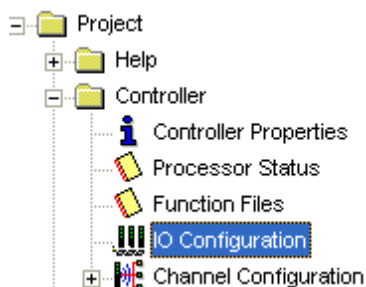 Project
Help
Controller
Controller Properties
Processor Status
Function Files
IO Configuration
Channel Configuration